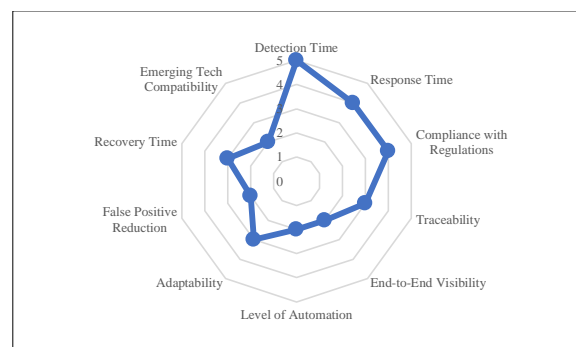 Detection Time
Response Time
Compliance with
Regulations
Traceability
End-to-End Visibility
Level of Automation
Adaptability
False Positive
Reduction
Recovery Time
Emerging Tech
Compatibility
5
4
3
2
1
0